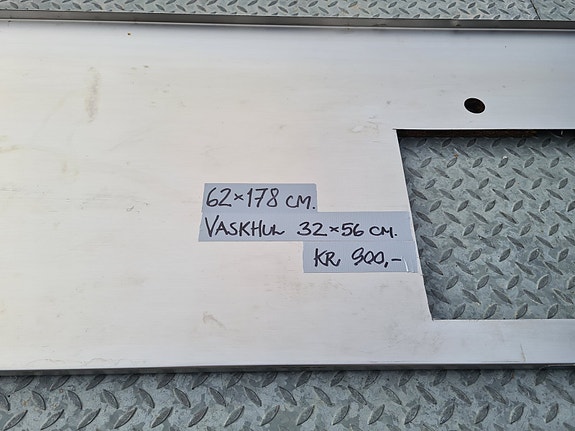 62×178 CM.
VASKHUL 32×56 CM.
KR. 900,-